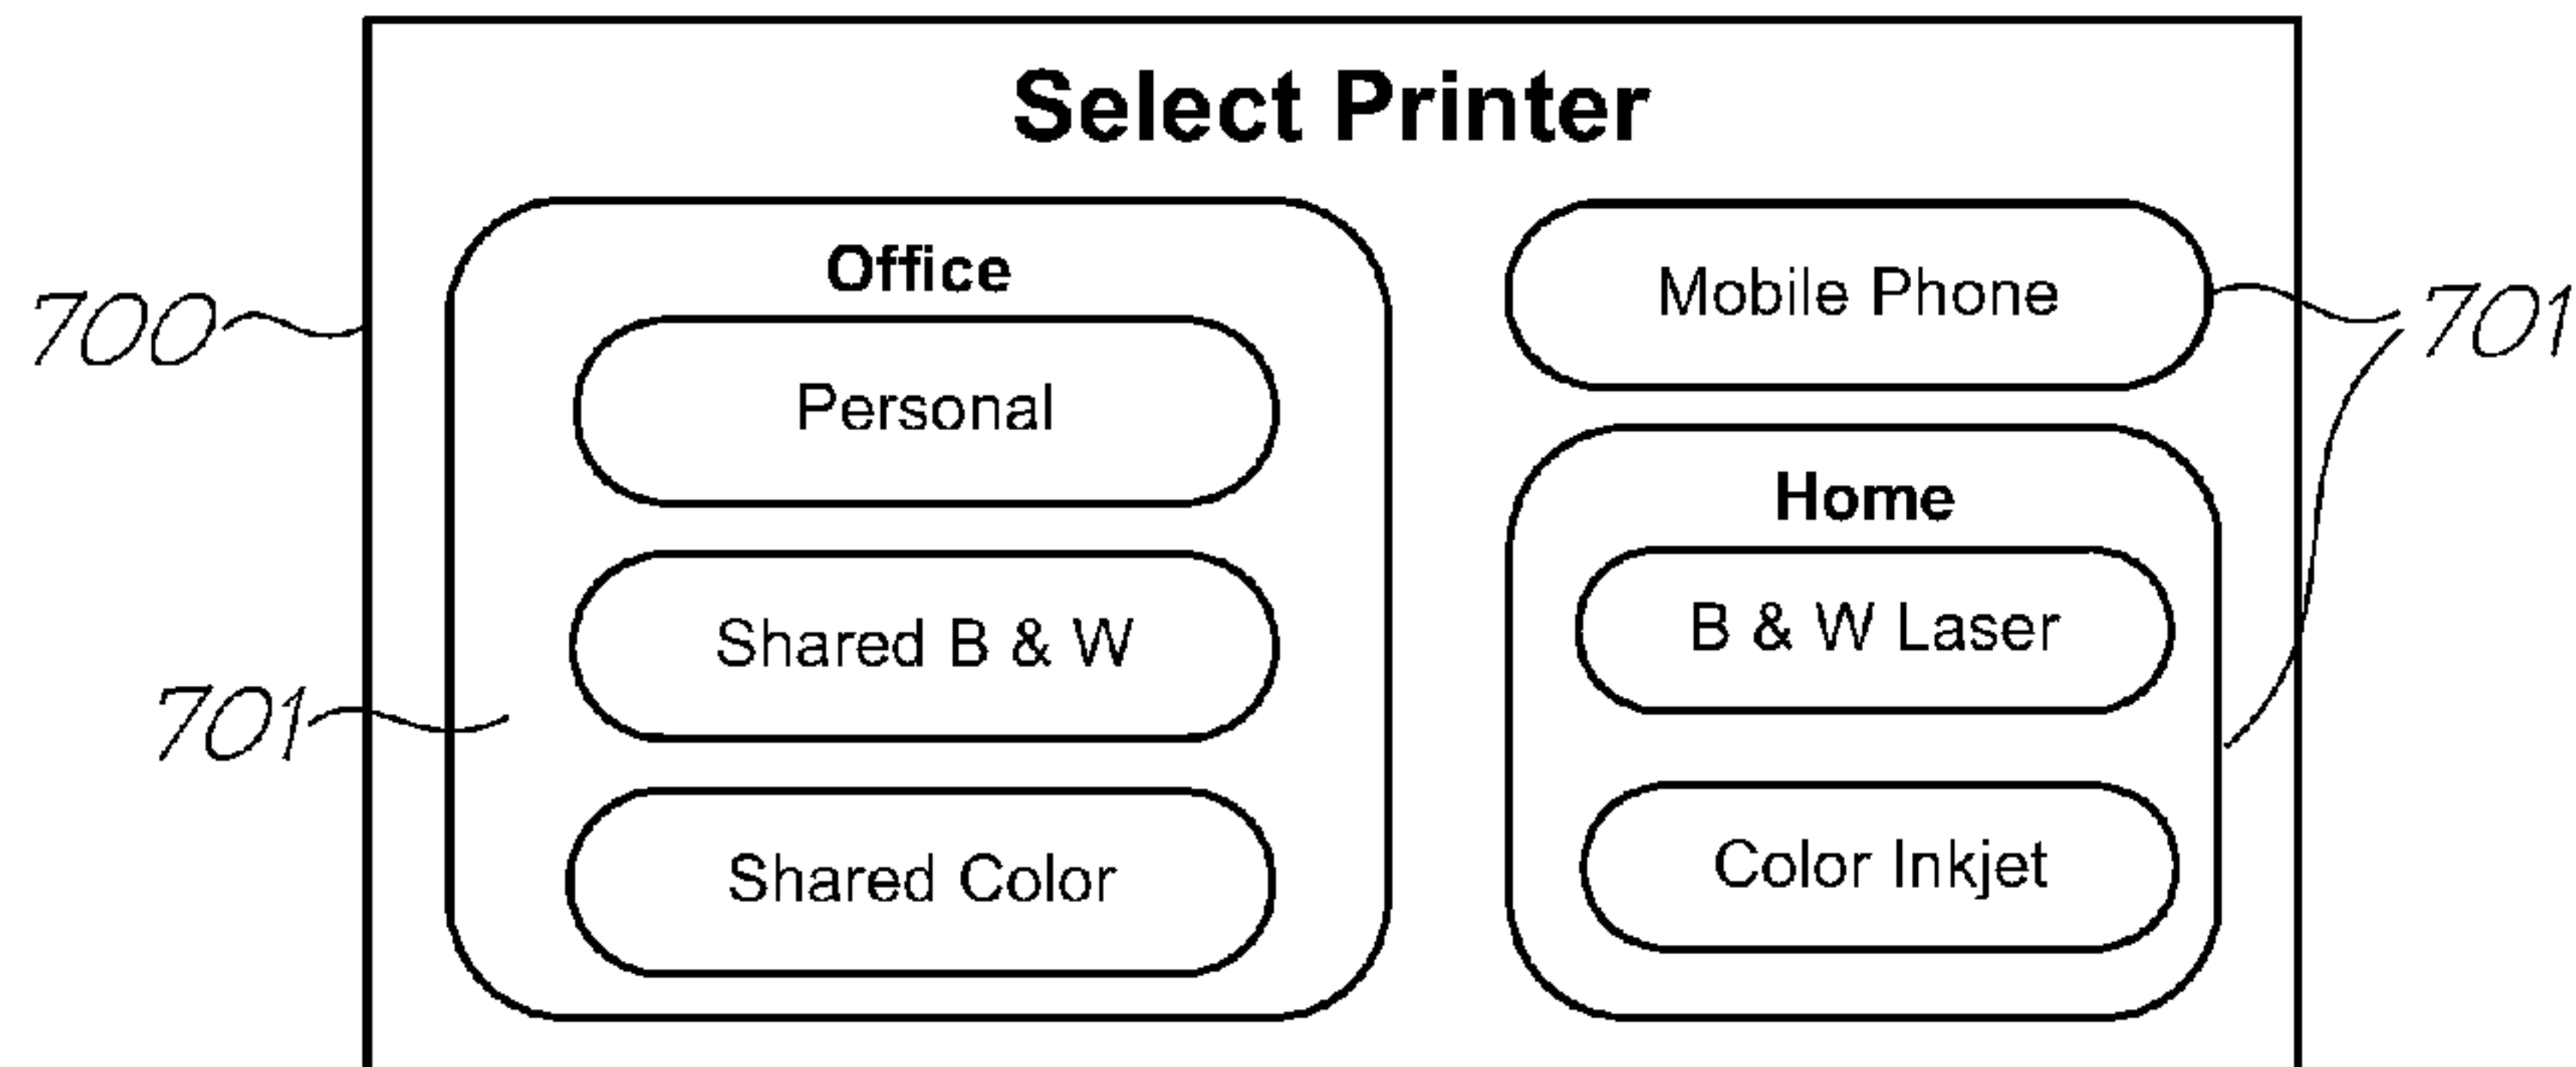 Select Printer
Office
Personal
Shared B & W
Shared Color
Mobile Phone
Home
B & W Laser
Color Inkjet
700
701
701